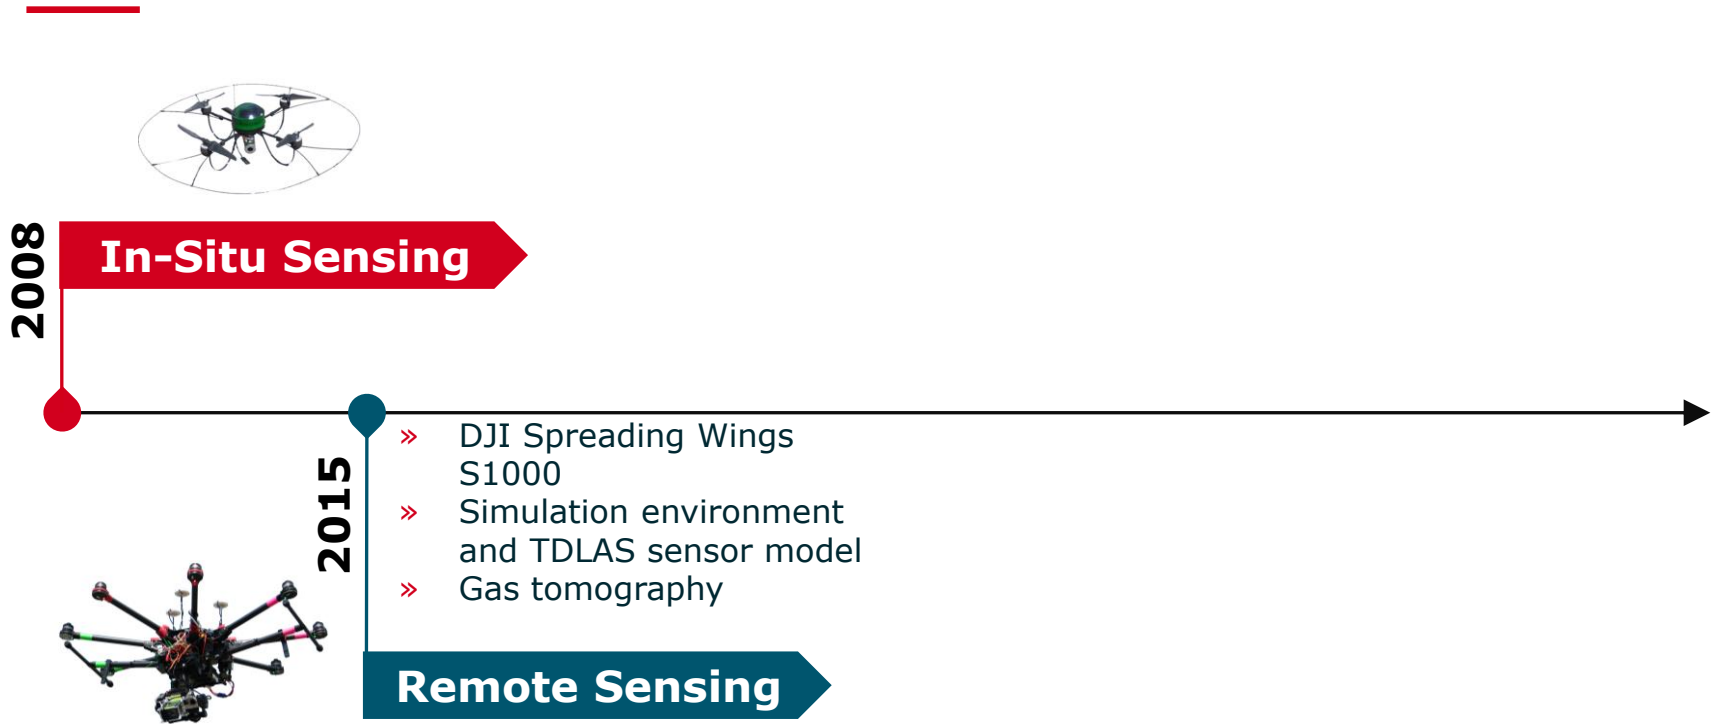 2008
In-Situ Sensing
2015
» DJI Spreading Wings
S1000
» Simulation environment
and TDLAS sensor model
» Gas tomography
Remote Sensing